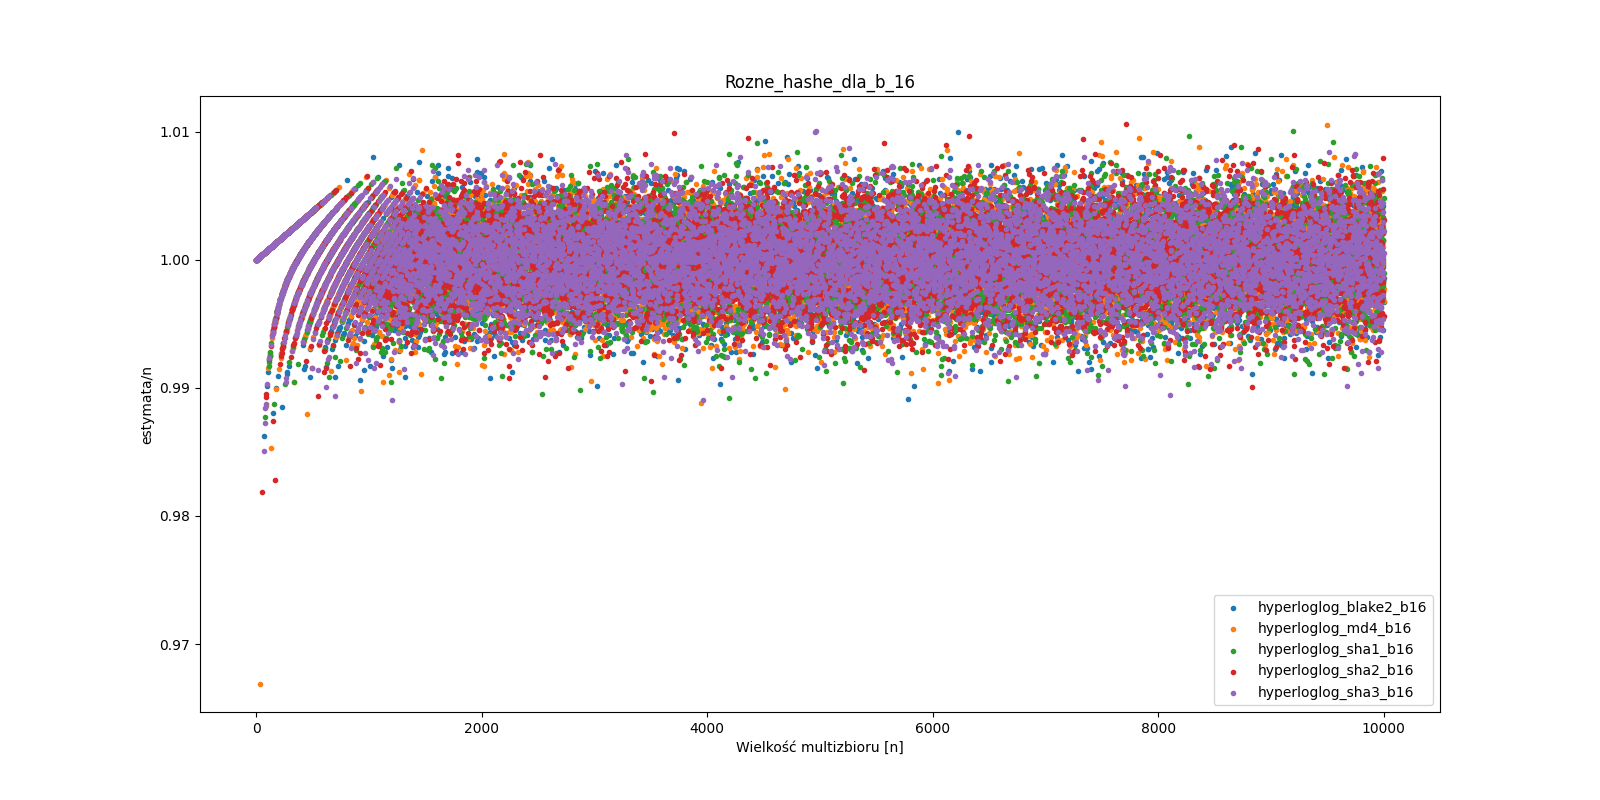 Rozne_hashe_dla_b_16
1.01
1.00
0.99
0.98
0.97
estymata/n
0
2000
4000
6000
8000
10000
Wielkość multizbioru [n]
hyperloglog_blake2_b16
hyperloglog_md4_b16
hyperloglog_sha1_b16
hyperloglog_sha2_b16
hyperloglog_sha3_b16